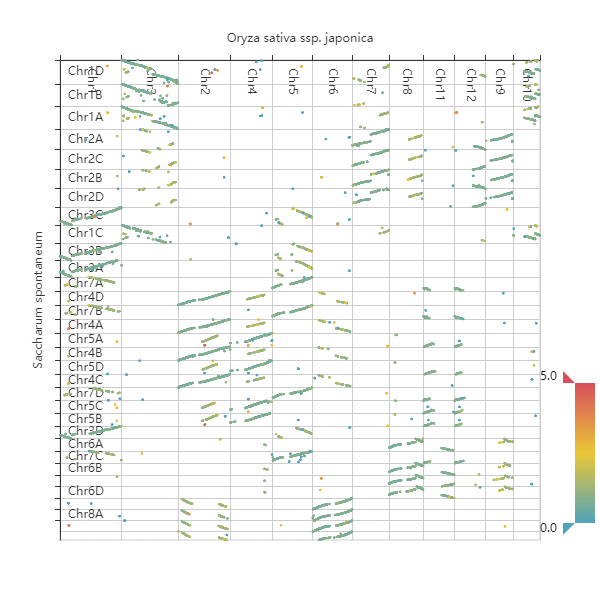 Oryza sativa ssp. japonica
Chr1
Chr3
Chr2
Chr4
Chr5
Chr6
Chr7
Chr8
Chr11
Chr12
Chr9
Chr10
Saccharum spontaneum
Chr1D
Chr1B
Chr1A
Chr2A
Chr2C
Chr2B
Chr2D
Chr3C
Chr1C
Chr3B
Chr3A
Chr7A
Chr4D
Chr7B
Chr4A
Chr5A
Chr4B
Chr5D
Chr4C
Chr7D
Chr5C
Chr5B
Chr3D
Chr6A
Chr7C
Chr6B
Chr6D
Chr8A
5.0
0.0